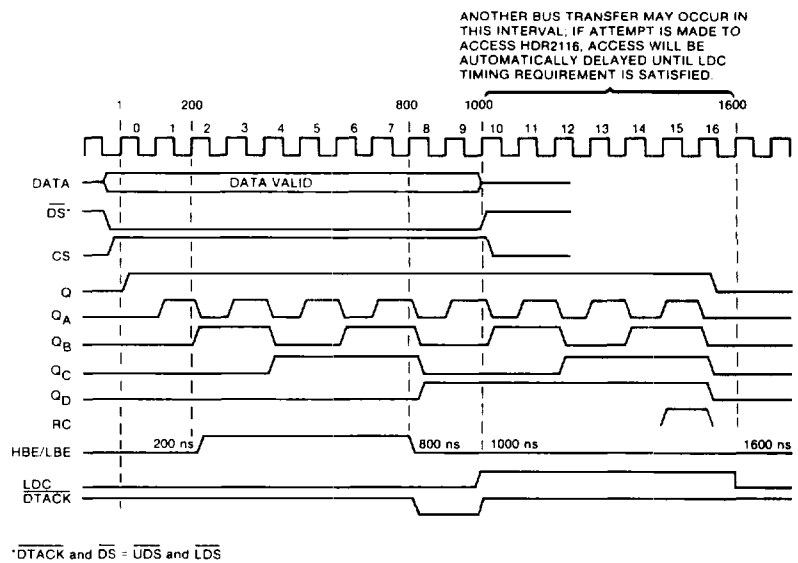 ANOTHER BUS TRANSFER MAY OCCUR IN
THIS INTERVAL; IF ATTEMPT IS MADE TO
ACCESS HDR2116, ACCESS WILL BE
AUTOMATICALLY DELAYED UNTIL LDC
TIMING REQUIREMENT IS SATISFIED.
1 200 800 1000 1600
0 1 2 3 4 5 6 7 8 9 10 11 12 13 14 15 16
DATA DATA VALID
DS*
CS
Q
QA
QB
QC
QD
RC
HBE/LBE 200 ns 800 ns 1000 ns 1600 ns
LDC
DTACK
*DTACK and DS = UDS and LDS